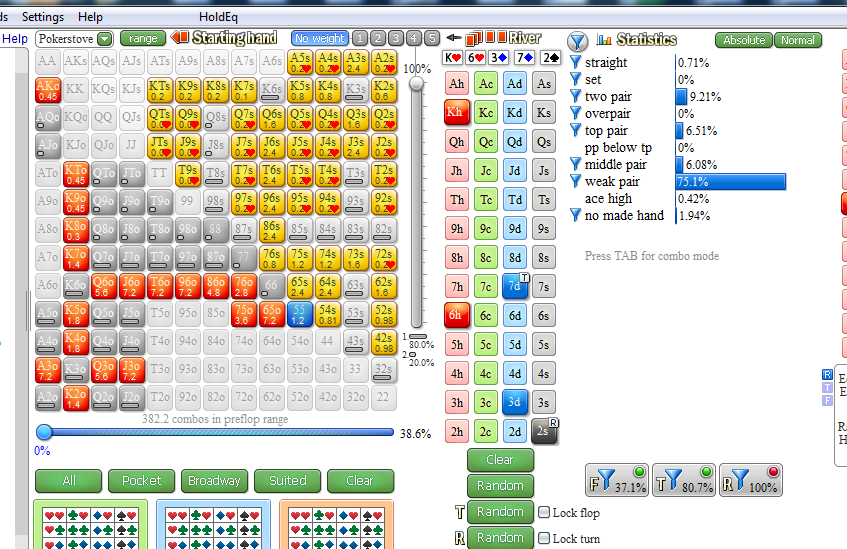 ds Settings Help HoldEq
Help Pokerstove range Starting hand No weight 1 2 3 4 5 River Statistics Absolute Normal
AA AKs AQs AJs ATs A9s A8s A7s A6s A5s 0.2 A4s 0.2 A3s 2.4 A2s 0.2
100%
K 6 3 7 2
AKo 0.45 KK KQs KJs KTs 0.2 K9s 0.2 K8s 0.2 K7s 0.1 K6s K5s 0.2 K4s 0.2 K3s K2s 0.6
AQo KQo QQ QJs QTs 0.0 Q9s 0.0 Q8s Q7s 0.2 Q6s 1.6 Q5s 0.2 Q4s 0.2 Q3s 1.6 Q2s 0.2
AJo KJo QJo JJ JTs 0.0 J9s 0.0 J8s J7s 0.2 J6s 2.4 J5s 0.2 J4s 0.2 J3s 2.4 J2s 0.2
ATo KTo 0.45 QTo JTo TT T9s 0.0 T8s T7s 0.2 T6s 2.4 T5s 0.2 T4s 0.2 T3s T2s 0.2
A9o K9o 0.45 Q9o J9o T9o 99 98s 97s 0.2 96s 2.4 95s 0.2 94s 0.2 93s 92s 0.2
A8o K8o 0.3 Q8o J8o T8o 98o 88 87s 86s 2.4 85s 84s 83s 82s
A7o K7o 1.4 Q7o J7o T7o 97o 87o 77 76s 0.8 75s 1.2 74s 1.2 73s 1.6 72s 0.2
A6o K6o Q6o 5.6 J6o 7.2 T6o 7.2 96o 7.2 86o 4.8 76o 2.8 66 65s 2.4 64s 2.4 63s 62s 1.6
A5o K5o 1.8 Q5o J5o T5o 95o 85o 75o 3.6 65o 7.2 55 1.2 54s 0.81 53s 52s 0.98
A4o K4o 1.8 Q4o J4o T4o 94o 84o 74o 64o 54o 44 43s 42s 0.98
A3o 7.2 K3o Q3o 5.6 J3o 7.2 T3o 93o 83o 73o 63o 53o 43o 33 32s
A2o K2o 1.4 Q2o J2o T2o 92o 82o 72o 62o 52o 42o 32o 22
1 80.0%
2 20.0%
382.2 combos in preflop range
38.6%
0%
All Pocket Broadway Suited Clear
Ah Ac Ad As
Kh Kc Kd Ks
Qh Qc Qd Qs
Jh Jc Jd Js
Th Tc Td Ts
9h 9c 9d 9s
8h 8c 8d 8s
7h 7c 7d T 7s
6h 6c 6d 6s
5h 5c 5d 5s
4h 4c 4d 4s
3h 3c 3d 3s
2h 2c 2d 2s R
Clear
Random
T Random Lock flop
R Random Lock turn
straight 0.71%
set 0%
two pair 9.21%
overpair 0%
top pair 6.51%
pp below tp 0%
middle pair 6.08%
weak pair 75.1%
ace high 0.42%
no made hand 1.94%
Press TAB for combo mode
F 37.1% T 80.7% R 100%
R
T
F